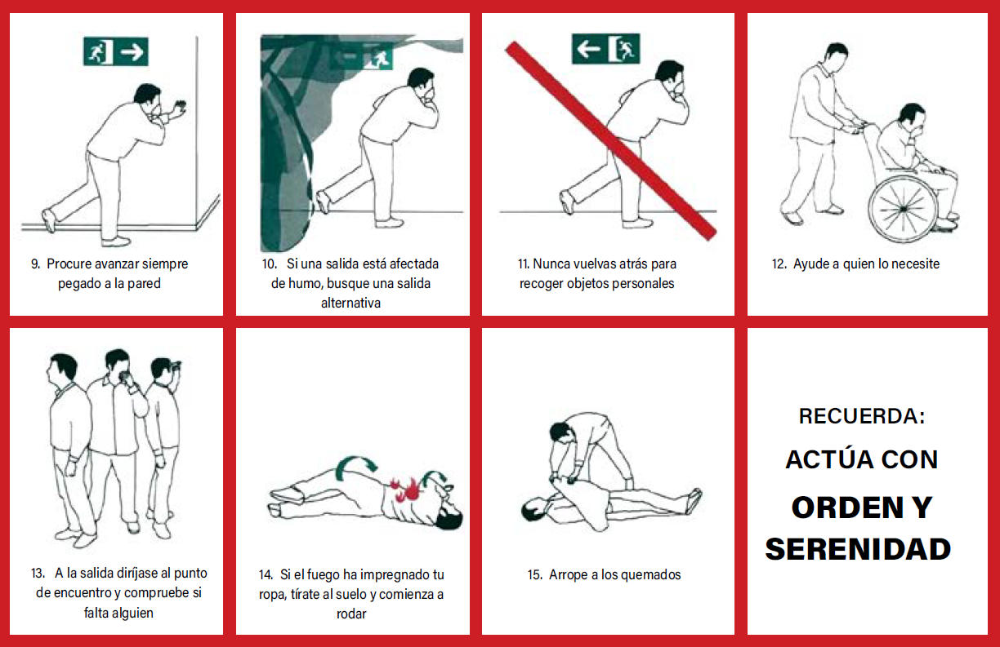 9. Procure avanzar siempre
pegado a la pared
10. Si una salida está afectada
de humo, busque una salida
alternativa
11. Nunca vuelvas atrás para
recoger objetos personales
12. Ayude a quien lo necesite
13. A la salida diríjase al punto
de encuentro y compruebe si
falta alguien
14. Si el fuego ha impregnado tu
ropa, tírate al suelo y comienza a
rodar
15. Arrope a los quemados
RECUERDA:
ACTÚA CON
ORDEN Y
SERENIDAD